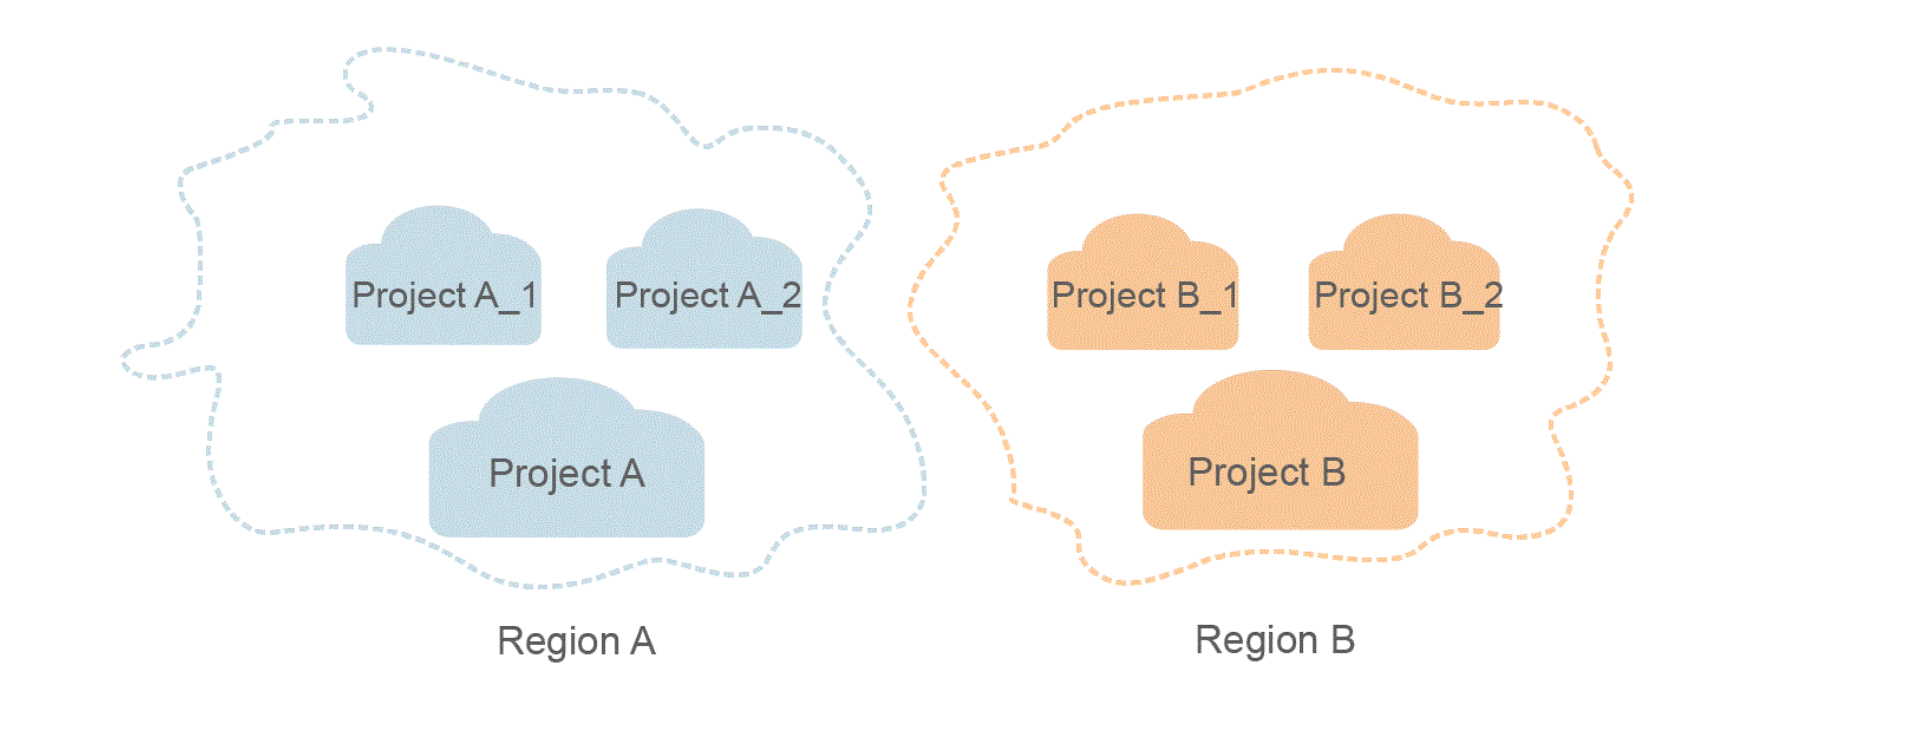 Project A_1
Project A_2
Project A
Region A
Project B_1
Project B_2
Project B
Region B